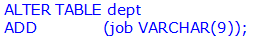 ALTER TABLE dept
ADD (job VARCHAR(9));